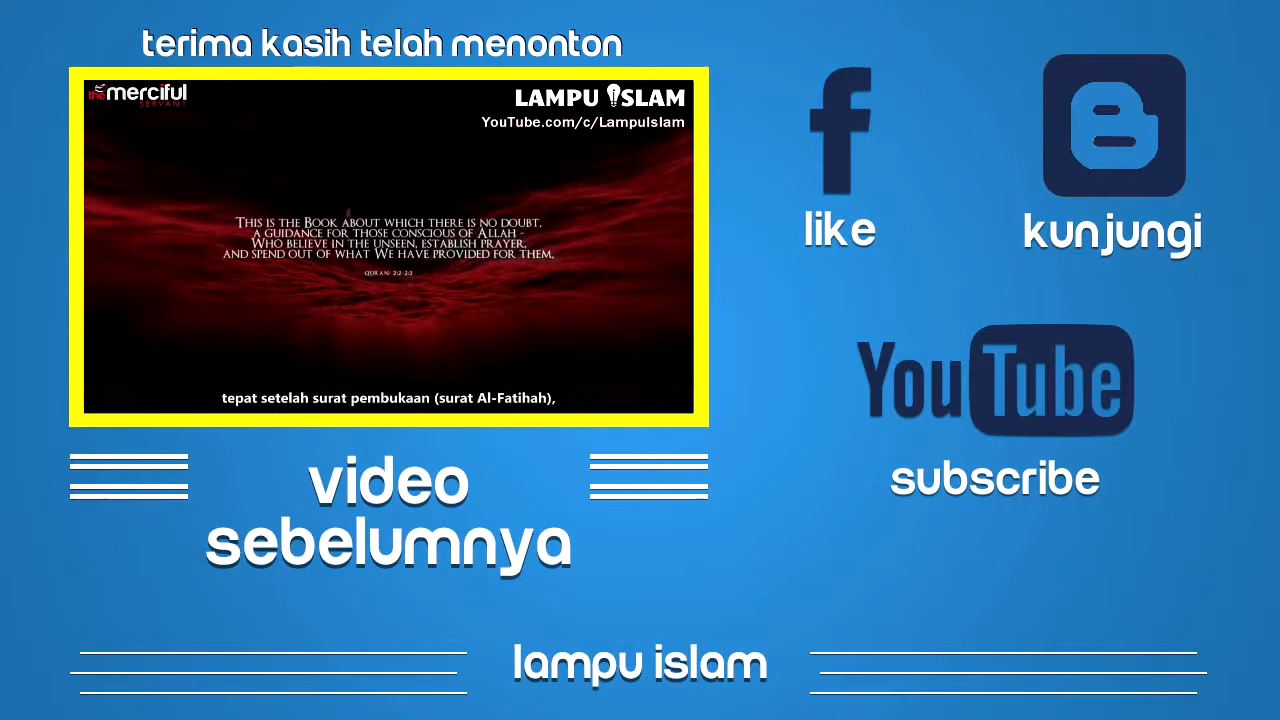 terima kasih telah menonton
the merciful
SERVANT
LAMPU ISLAM
YouTube.com/c/LampuIslam
THIS IS THE BOOK ABOUT WHICH THERE IS NO DOUBT,
A GUIDANCE FOR THOSE CONSCIOUS OF ALLAH -
WHO BELIEVE IN THE UNSEEN, ESTABLISH PRAYER,
AND SPEND OUT OF WHAT WE HAVE PROVIDED FOR THEM,
QURAN: 2:2-2:3
tepat setelah surat pembukaan (surat Al-Fatihah),
video
sebelumnya
f
like
B
kunjungi
YouTube
subscribe
lampu islam